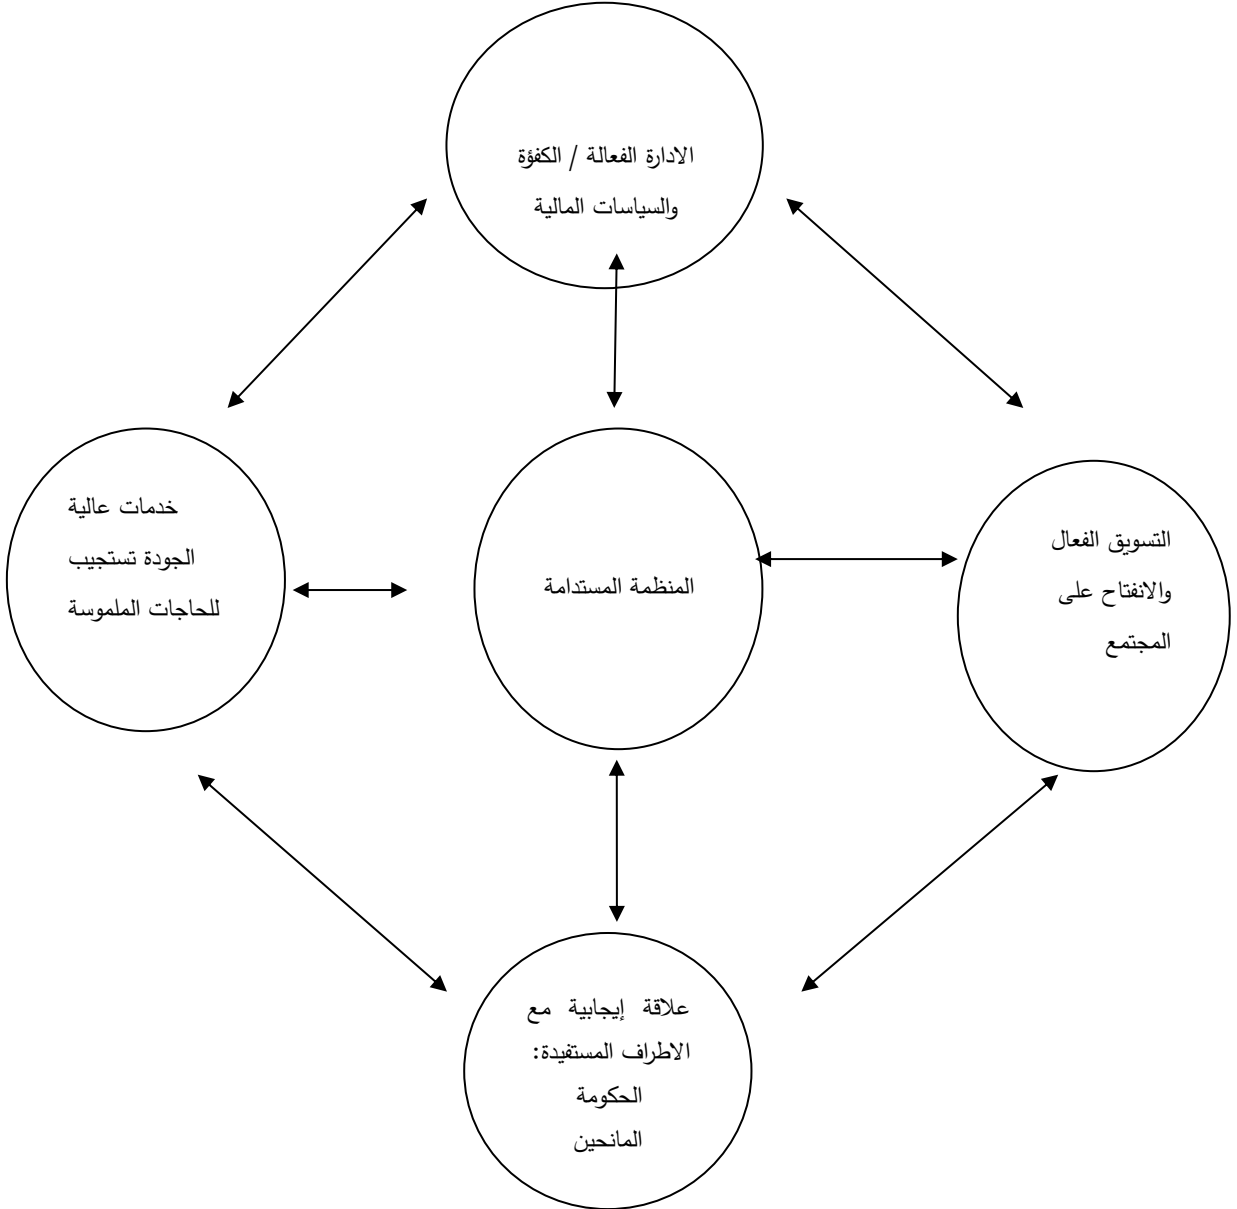 الادارة الفعالة / الكفؤة
والسياسات المالية
التسويق الفعال
والانفتاح على
المجتمع
المنظمة المستدامة
خدمات عالية
الجودة تستجيب
للحاجات الملموسة
علاقة إيجابية مع
الاطراف المستفيدة:
الحكومة
المانحين